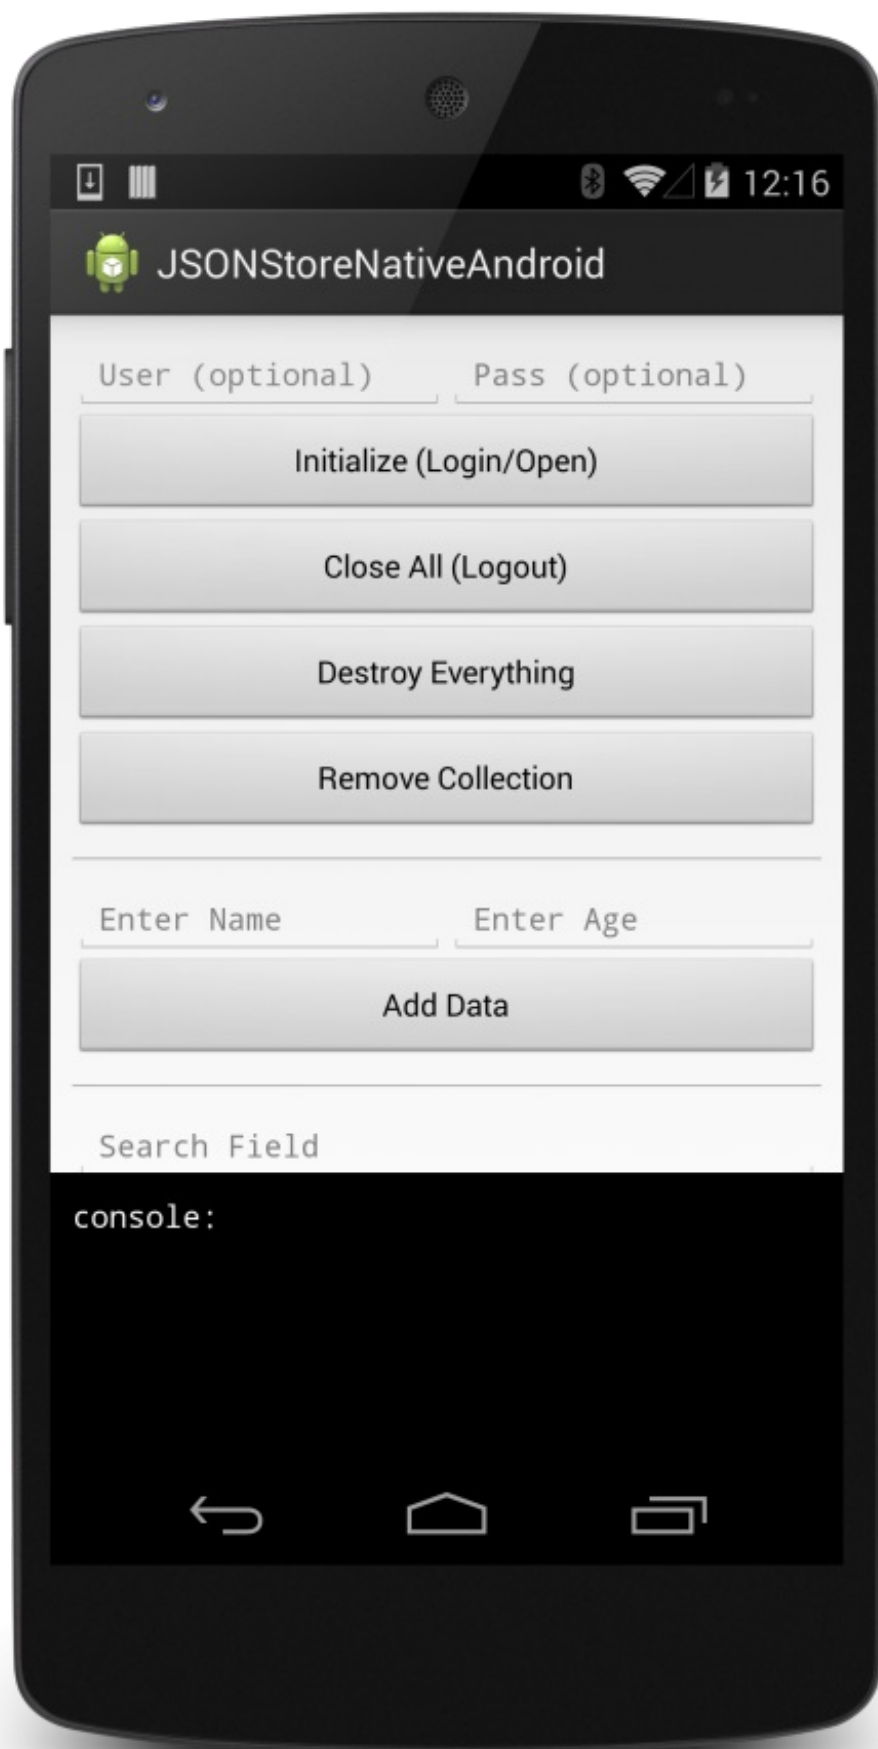 12:16
JSONStoreNativeAndroid
User (optional) Pass (optional)
Initialize (Login/Open)
Close All (Logout)
Destroy Everything
Remove Collection
Enter Name Enter Age
Add Data
Search Field
console: